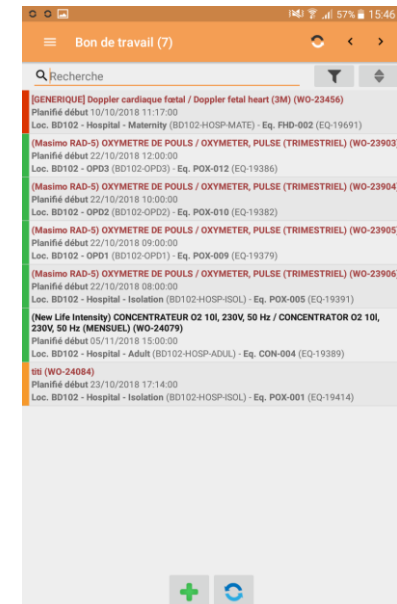 57% 15:46
Bon de travail (7)
Recherche
[GENERIQUE] Doppler cardiaque fœtal / Doppler fetal heart (3M) (WO-23456)
Planifié début 10/10/2018 11:17:00
Loc. BD102 - Hospital - Maternity (BD102-HOSP-MATE) - Eq. FHD-002 (EQ-19691)
(Masimo RAD-5) OXYMETRE DE POULS / OXYMETER, PULSE (TRIMESTRIEL) (WO-23903)
Planifié début 22/10/2018 12:00:00
Loc. BD102 - OPD3 (BD102-OPD3) - Eq. POX-012 (EQ-19386)
(Masimo RAD-5) OXYMETRE DE POULS / OXYMETER, PULSE (TRIMESTRIEL) (WO-23904)
Planifié début 22/10/2018 10:00:00
Loc. BD102 - OPD2 (BD102-OPD2) - Eq. POX-010 (EQ-19382)
(Masimo RAD-5) OXYMETRE DE POULS / OXYMETER, PULSE (TRIMESTRIEL) (WO-23905)
Planifié début 22/10/2018 09:00:00
Loc. BD102 - OPD1 (BD102-OPD1) - Eq. POX-009 (EQ-19379)
(Masimo RAD-5) OXYMETRE DE POULS / OXYMETER, PULSE (TRIMESTRIEL) (WO-23906)
Planifié début 22/10/2018 08:00:00
Loc. BD102 - Hospital - Isolation (BD102-HOSP-ISOL) - Eq. POX-005 (EQ-19391)
(New Life Intensity) CONCENTRATEUR O2 10l, 230V, 50 Hz / CONCENTRATOR O2 10l,
230V, 50 Hz (MENSUEL) (WO-24079)
Planifié début 05/11/2018 15:00:00
Loc. BD102 - Hospital - Adult (BD102-HOSP-ADUL) - Eq. CON-004 (EQ-19389)
titi (WO-24084)
Planifié début 23/10/2018 17:14:00
Loc. BD102 - Hospital - Isolation (BD102-HOSP-ISOL) - Eq. POX-001 (EQ-19414)